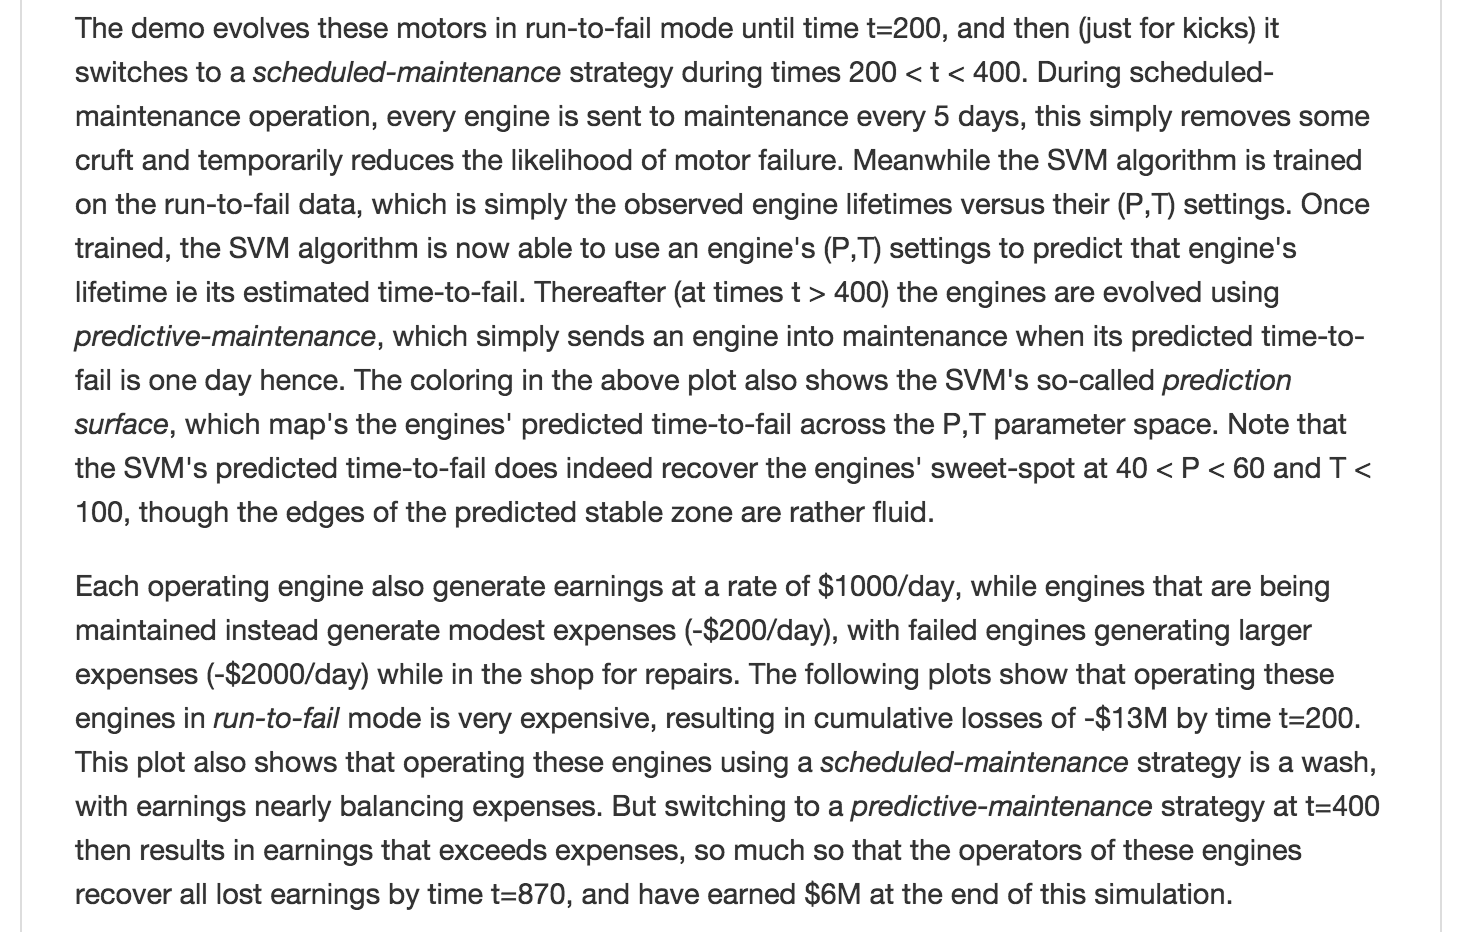 The demo evolves these motors in run-to-fail mode until time t=200, and then (just for kicks) it
switches to a scheduled-maintenance strategy during times 200 < t < 400. During scheduled-
maintenance operation, every engine is sent to maintenance every 5 days, this simply removes some
cruft and temporarily reduces the likelihood of motor failure. Meanwhile the SVM algorithm is trained
on the run-to-fail data, which is simply the observed engine lifetimes versus their (P,T) settings. Once
trained, the SVM algorithm is now able to use an engine's (P,T) settings to predict that engine's
lifetime ie its estimated time-to-fail. Thereafter (at times t > 400) the engines are evolved using
predictive-maintenance, which simply sends an engine into maintenance when its predicted time-to-
fail is one day hence. The coloring in the above plot also shows the SVM's so-called prediction
surface, which map's the engines' predicted time-to-fail across the P,T parameter space. Note that
the SVM's predicted time-to-fail does indeed recover the engines' sweet-spot at 40 < P < 60 and T <
100, though the edges of the predicted stable zone are rather fluid.
Each operating engine also generate earnings at a rate of $1000/day, while engines that are being
maintained instead generate modest expenses (-$200/day), with failed engines generating larger
expenses (-$2000/day) while in the shop for repairs. The following plots show that operating these
engines in run-to-fail mode is very expensive, resulting in cumulative losses of -$13M by time t=200.
This plot also shows that operating these engines using a scheduled-maintenance strategy is a wash,
with earnings nearly balancing expenses. But switching to a predictive-maintenance strategy at t=400
then results in earnings that exceeds expenses, so much so that the operators of these engines
recover all lost earnings by time t=870, and have earned $6M at the end of this simulation.